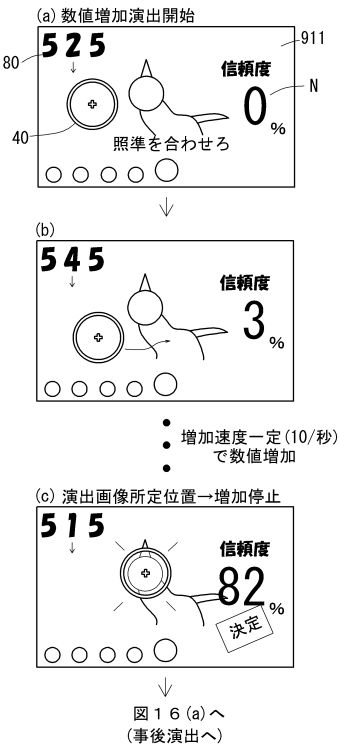 (a) 数値増加演出開始
525
80
911
信頼度
0%
N
40
照準を合わせろ
(b)
545
信頼度
3%
増加速度一定(10/秒)
で数値増加
(c) 演出画像所定位置→増加停止
515
信頼度
82%
決定
図16(a)へ
(事後演出へ)